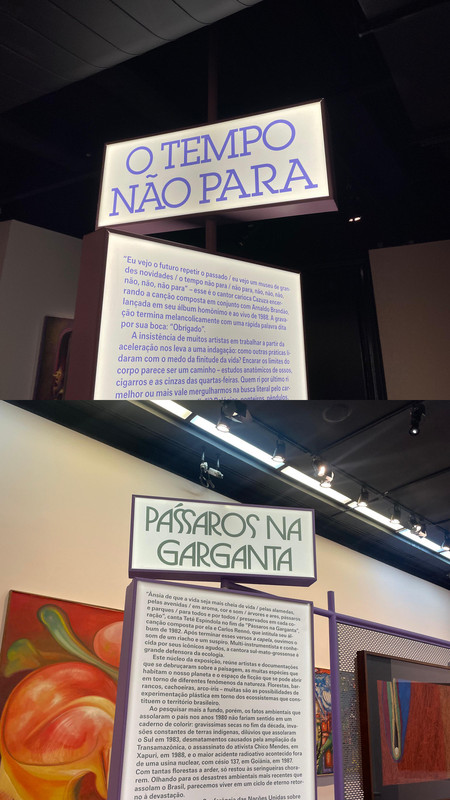 O TEMPO
NÃO PARA
"Eu vejo o futuro repetir o passado / eu vejo um museu de gran-
des novidades / o tempo não para / não para, não, não, não,
não, não, não para" – esse é o cantor carioca Cazuza encer-
rando a canção composta em conjunto com Arnaldo Brandão,
lançada em seu álbum homônimo e ao vivo de 1988. A grava-
ção termina melancolicamente com uma rápida palavra dita
por sua boca: "Obrigado".
A insistência de muitos artistas em trabalhar a partir da
aceleração nos leva a uma indagação: como outras práticas li-
daram com o medo da finitude da vida? Encarar os limites do
corpo parece ser um caminho – estudos anatômicos de ossos,
cigarros e as cinzas das quartas-feiras. Quem ri por último ri
melhor ou mais vale mergulharmos na busca literal pelo cor-
PÁSSAROS NA
GARGANTA
"Ânsia de que a vida seja mais cheia de vida / pelas alamedas,
pelas avenidas / em aroma, cor e som / árvores e ares, pássaros
e parques / para todos e por todos / preservados em cada co-
ração", canta Tetê Espíndola no fim de "Pássaros na Garganta",
canção composta por ela e Carlos Rennó, que intitula seu ál-
bum de 1982. Após terminar esses versos a capela, ouvimos o
som de um riacho e um suspiro. Multi-instrumentista e conhe-
cida por seus icônicos agudos, a cantora sul-mato-grossense é
grande defensora da ecologia.
Este núcleo da exposição, reúne artistas e documentações
que se debruçaram sobre a paisagem, as muitas espécies que
habitam o nosso planeta e o espaço de ficção que se pode abrir
em torno de diferentes fenômenos da natureza. Florestas, bar-
rancos, cachoeiras, arco-íris – muitas são as possibilidades de
experimentação plástica em torno dos ecossistemas que cons-
tituem o território brasileiro.
Ao pesquisar mais a fundo, porém, os fatos ambientais que
assolaram o país nos anos 1980 não fariam sentido em um
caderno de colorir: gravíssimas secas no fim da década, inva-
sões constantes de terras indígenas, dilúvios que assolaram
o Sul em 1983, desmatamentos causados pela ampliação da
Transamazônica, o assassinato do ativista Chico Mendes, em
Xapuri, em 1988, e o maior acidente radioativo acontecido fora
de uma usina nuclear, com césio 137, em Goiânia, em 1987.
Com tantas florestas a arder, só restou às seringueiras chora-
rem. Olhando para os desastres ambientais mais recentes que
assolam o Brasil, parecemos viver em um ciclo de eterno retor-
no à devastação.
das Nações Unidas sobre